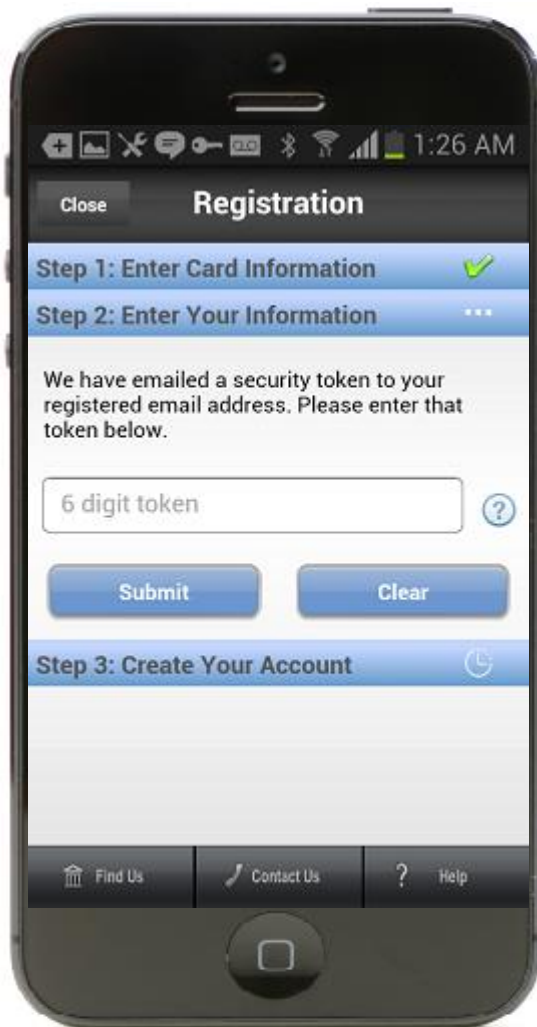 1:26 AM
Close
Registration
Step 1: Enter Card Information
Step 2: Enter Your Information
We have emailed a security token to your
registered email address. Please enter that
token below.
6 digit token
?
Submit
Clear
Step 3: Create Your Account
Find Us
Contact Us
? Help